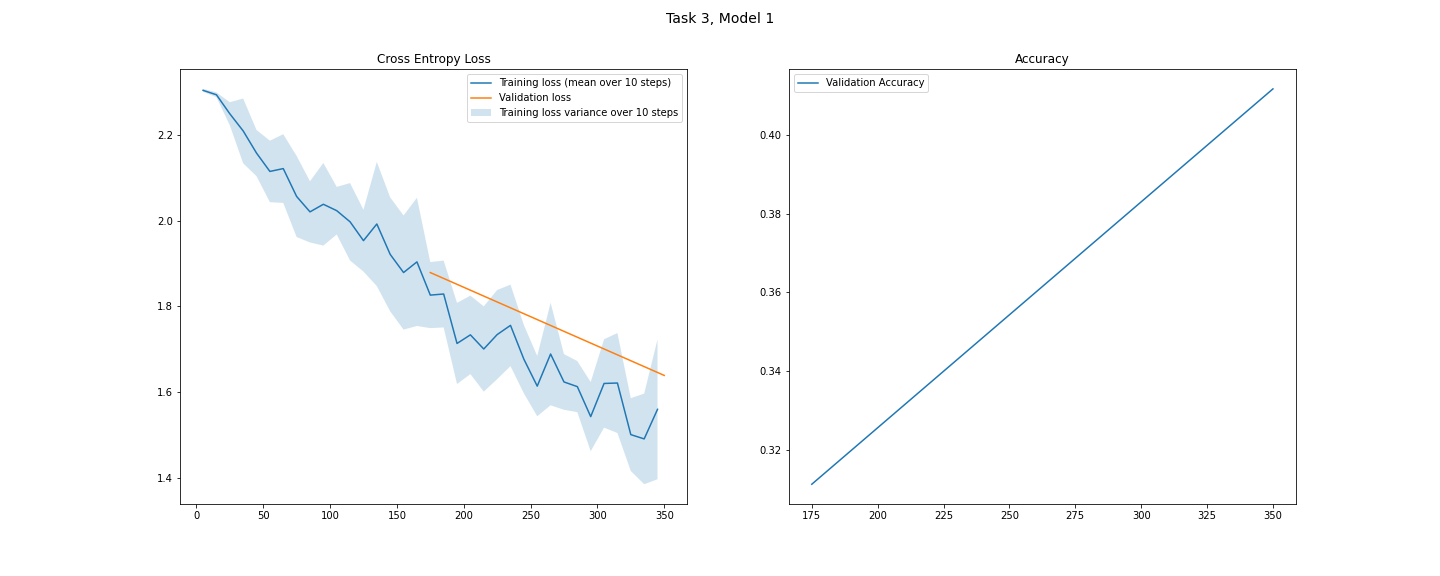 Task 3, Model 1
Cross Entropy Loss
Training loss (mean over 10 steps)
Validation loss
Training loss variance over 10 steps
2.2
2.0
1.8
1.6
1.4
0 50 100 150 200 250 300 350
Accuracy
Validation Accuracy
0.40
0.38
0.36
0.34
0.32
175 200 225 250 275 300 325 350